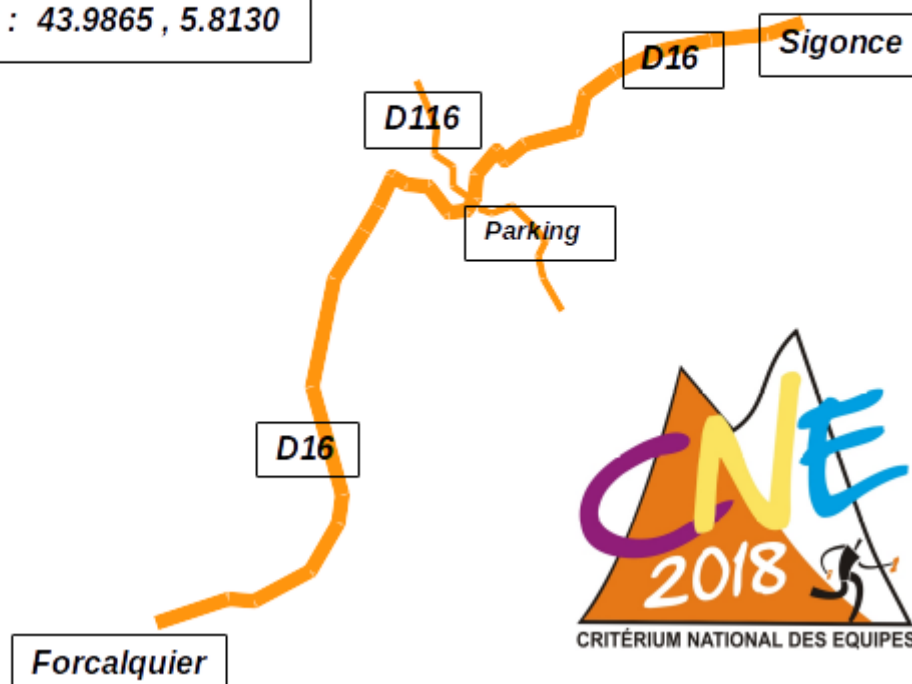 : 43.9865 , 5.8130
Sigonce
D16
D116
Parking
D16
CNE
2018
CRITÉRIUM NATIONAL DES EQUIPES
Forcalquier